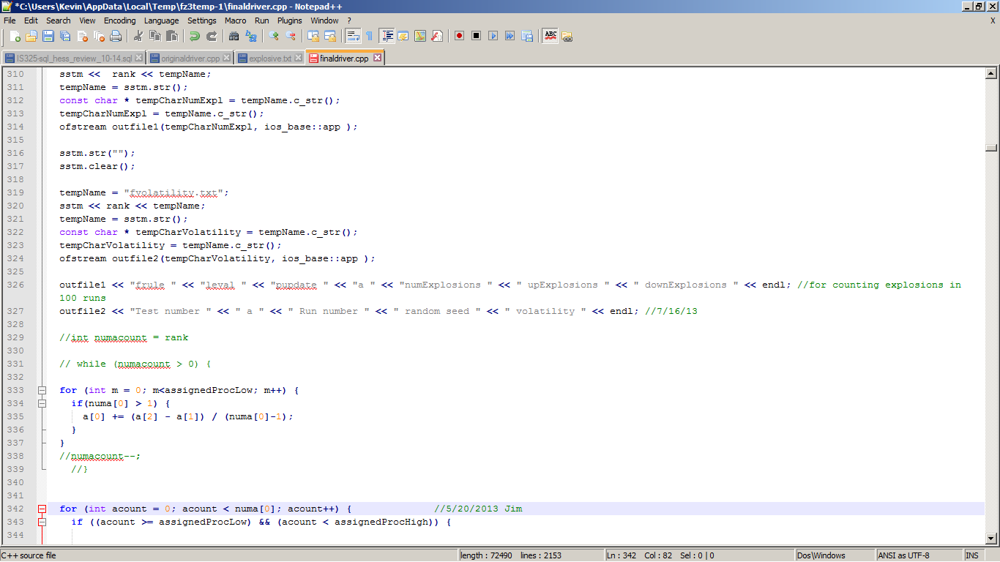 *C:\Users\Kevin\AppData\Local\Temp\fz3temp-1\finaldriver.cpp - Notepad++
File Edit Search View Encoding Language Settings Macro Run Plugins Window ? X
ABC
IS325-sql_hess_review_10-14.sql originaldriver.cpp explosive.txt finaldriver.cpp
310 sstm <<  rank << tempName;
311 tempName = sstm.str();
312 const char * tempCharNumExpl = tempName.c_str();
313 tempCharNumExpl = tempName.c_str();
314 ofstream outfile1(tempCharNumExpl, ios_base::app );
315
316 sstm.str("");
317 sstm.clear();
318
319 tempName = "fvolatility.txt";
320 sstm << rank << tempName;
321 tempName = sstm.str();
322 const char * tempCharVolatility = tempName.c_str();
323 tempCharVolatility = tempName.c_str();
324 ofstream outfile2(tempCharVolatility, ios_base::app );
325
326 outfile1 << "frule " << "leval " << "pupdate " << "a " << "numExplosions " << " upExplosions " << " downExplosions " << endl; //for counting explosions in
100 runs
327 outfile2 << "Test number " << " a " << " Run number " << " random seed " << " volatility " << endl; //7/16/13
328
329 //int numacount = rank
330
331 // while (numacount > 0) {
332
333 for (int m = 0; m<assignedProcLow; m++) {
334 if(numa[0] > 1) {
335 a[0] += (a[2] - a[1]) / (numa[0]-1);
336 }
337 }
338 //numacount--;
339 //}
340
341
342 for (int acount = 0; acount < numa[0]; acount++) { //5/20/2013 Jim
343 if ((acount >= assignedProcLow) && (acount < assignedProcHigh)) {
344
C++ source file length : 72490 lines : 2153 Ln : 342 Col : 82 Sel : 0 | 0 Dos\Windows ANSI as UTF-8 INS